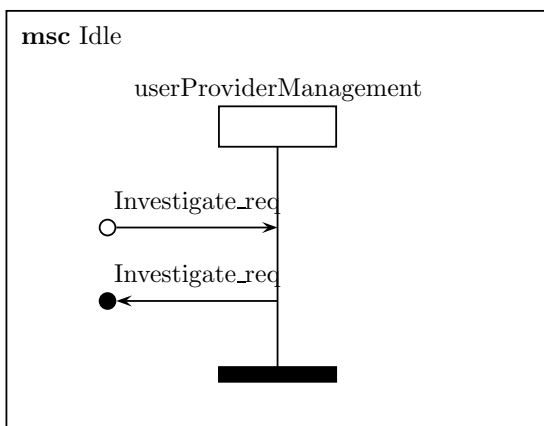 msc Idle
userProviderManagement
Investigate_req
Investigate_req